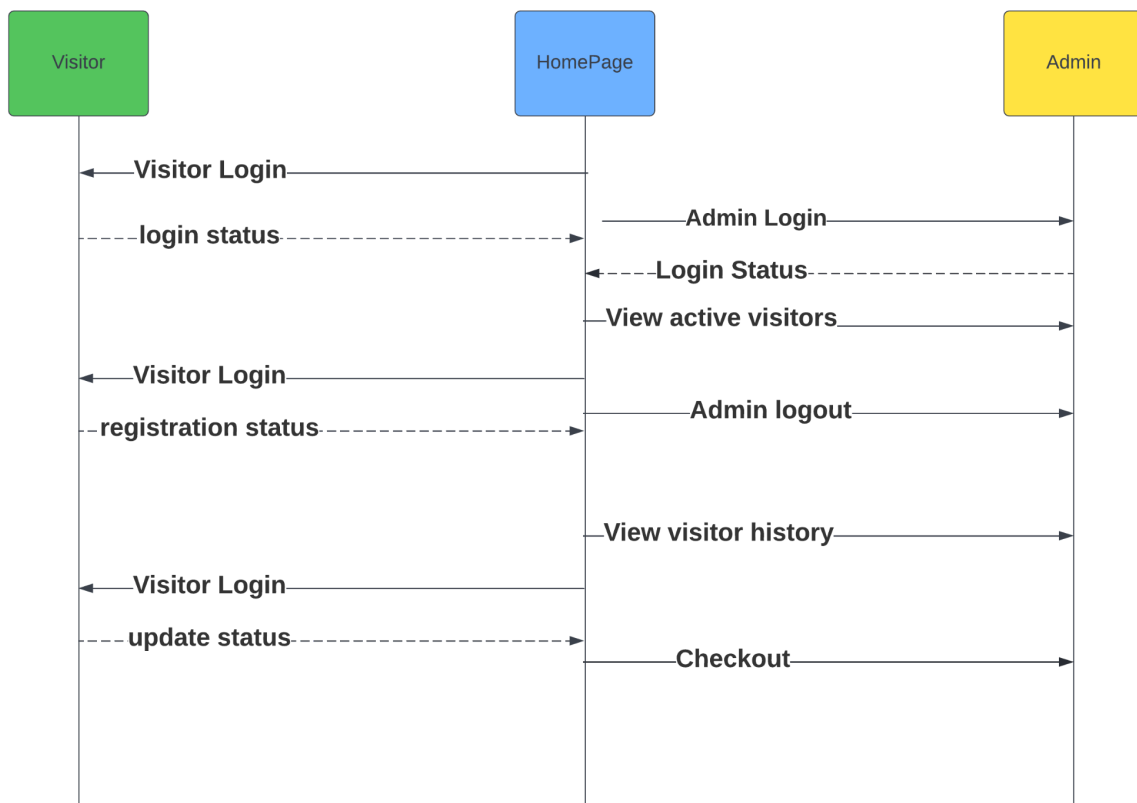 Visitor
HomePage
Admin
Visitor Login
Admin Login
login status
Login Status
View active visitors
Visitor Login
Admin logout
registration status
View visitor history
Visitor Login
update status
Checkout